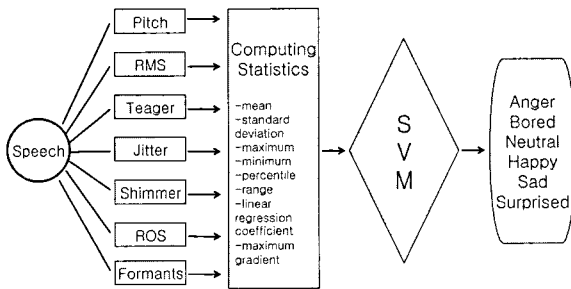 Speech
Pitch
RMS
Teager
Jitter
Shimmer
ROS
Formants
Computing
Statistics
-mean
-standard
deviation
-maximum
-minimum
-percentile
-range
-linear
regression
coefficient
-maximum
gradient
S
V
M
Anger
Bored
Neutral
Happy
Sad
Surprised